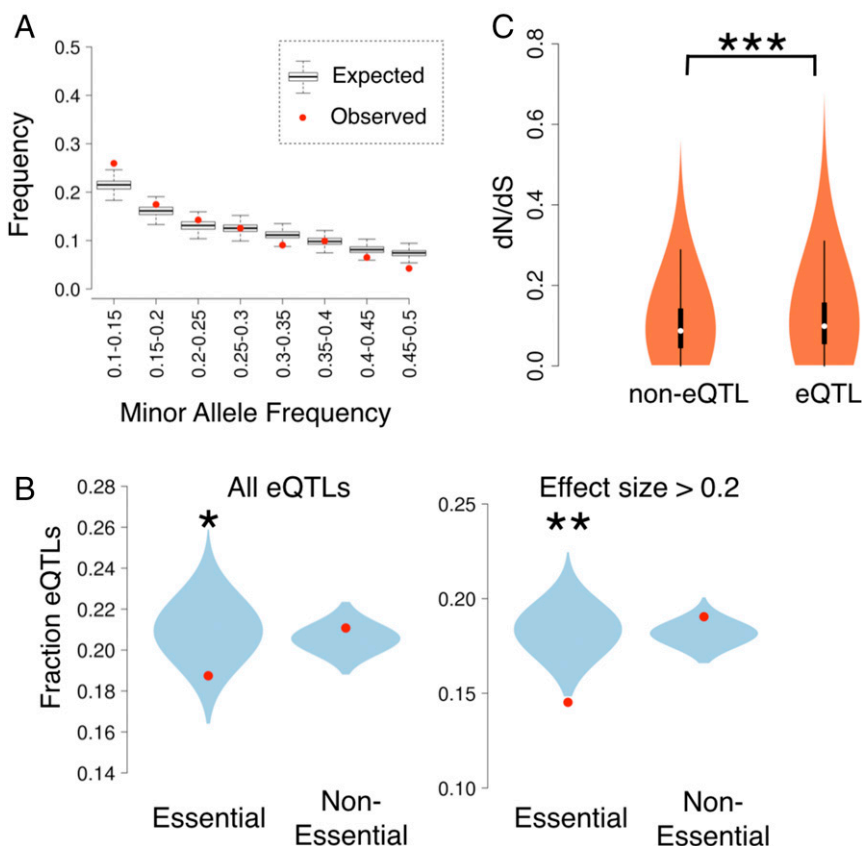 A
0.5
0.4
0.3
0.2
0.1
0.0
Frequency
Expected
Observed
0.1-0.15
0.15-0.2
0.2-0.25
0.25-0.3
0.3-0.35
0.35-0.4
0.4-0.45
0.45-0.5
Minor Allele Frequency
C
***
0.8
0.6
0.4
0.2
0.0
dN/dS
non-eQTL
eQTL
B
All eQTLs
0.28
0.26
0.24
0.22
0.20
0.18
0.16
0.14
Fraction eQTLs
*
Essential
Non-
Essential
Effect size > 0.2
0.25
0.20
0.15
0.10
**
Essential
Non-
Essential